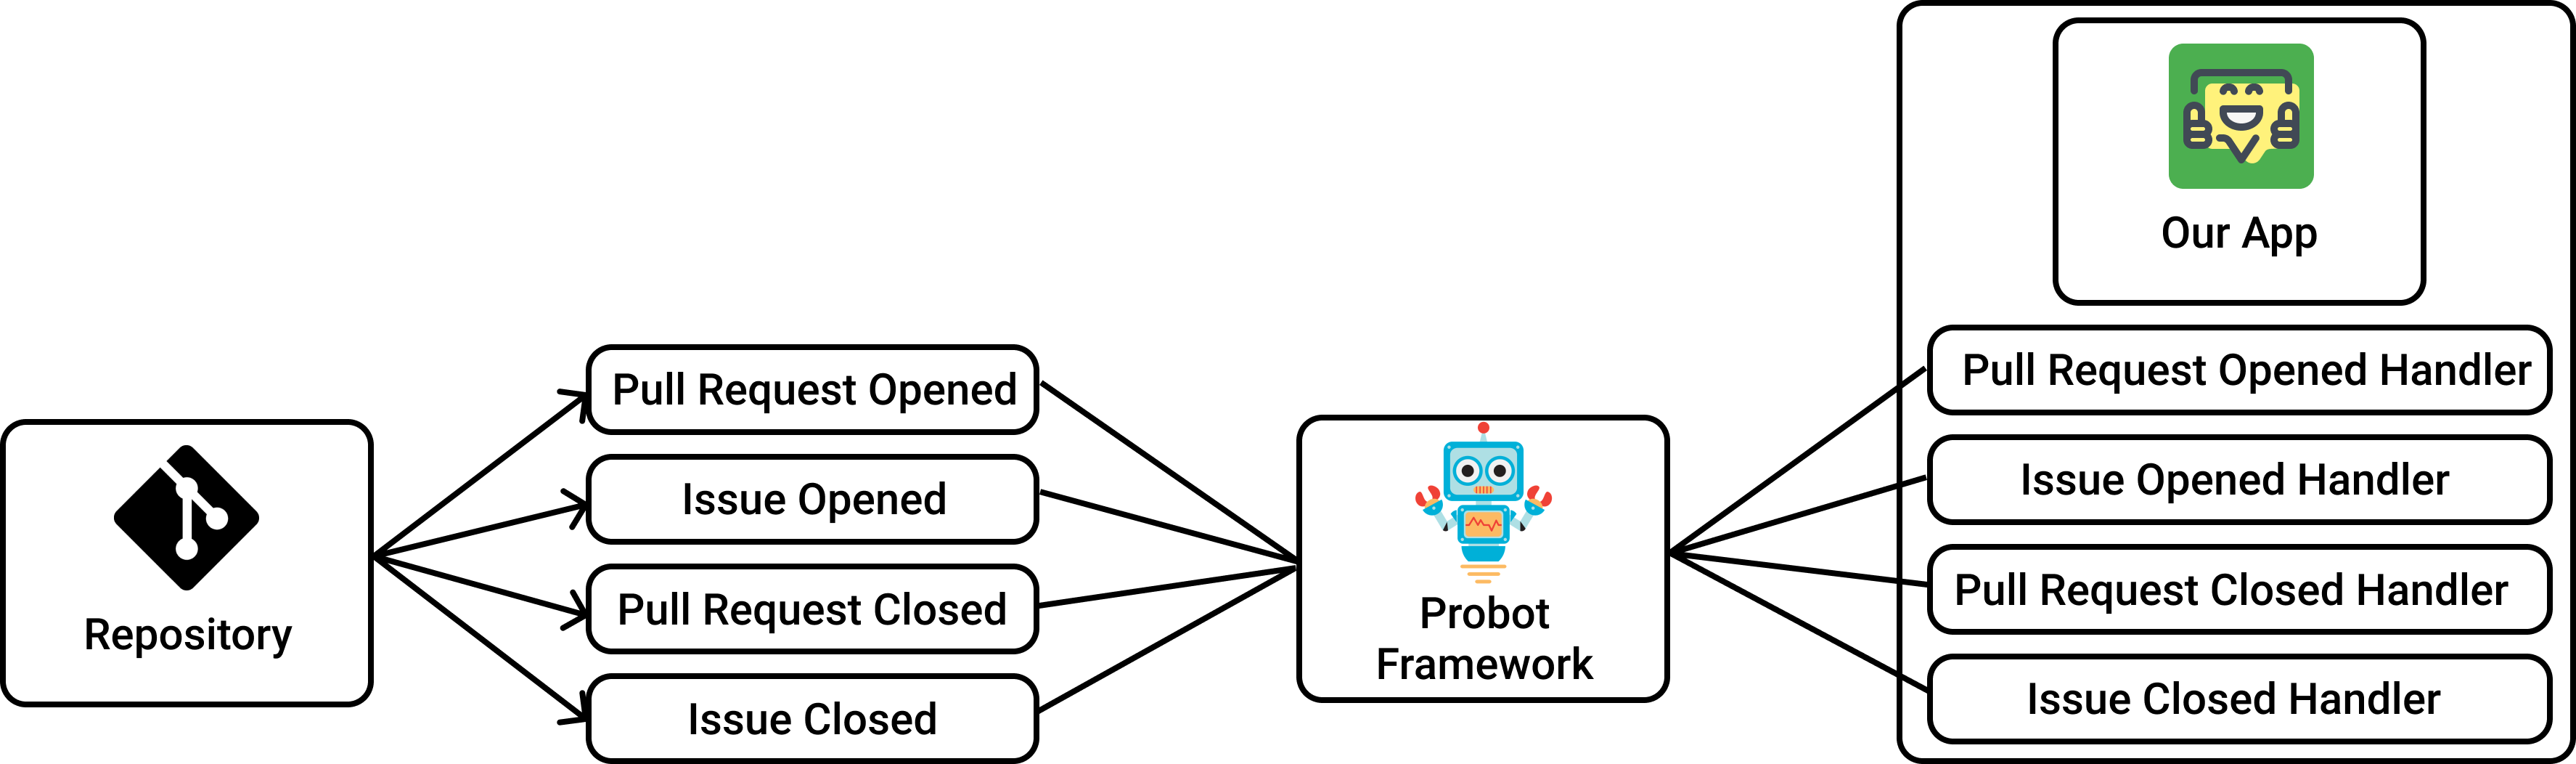 Repository
Pull Request Opened
Issue Opened
Pull Request Closed
Issue Closed
Probot
Framework
Our App
Pull Request Opened Handler
Issue Opened Handler
Pull Request Closed Handler
Issue Closed Handler